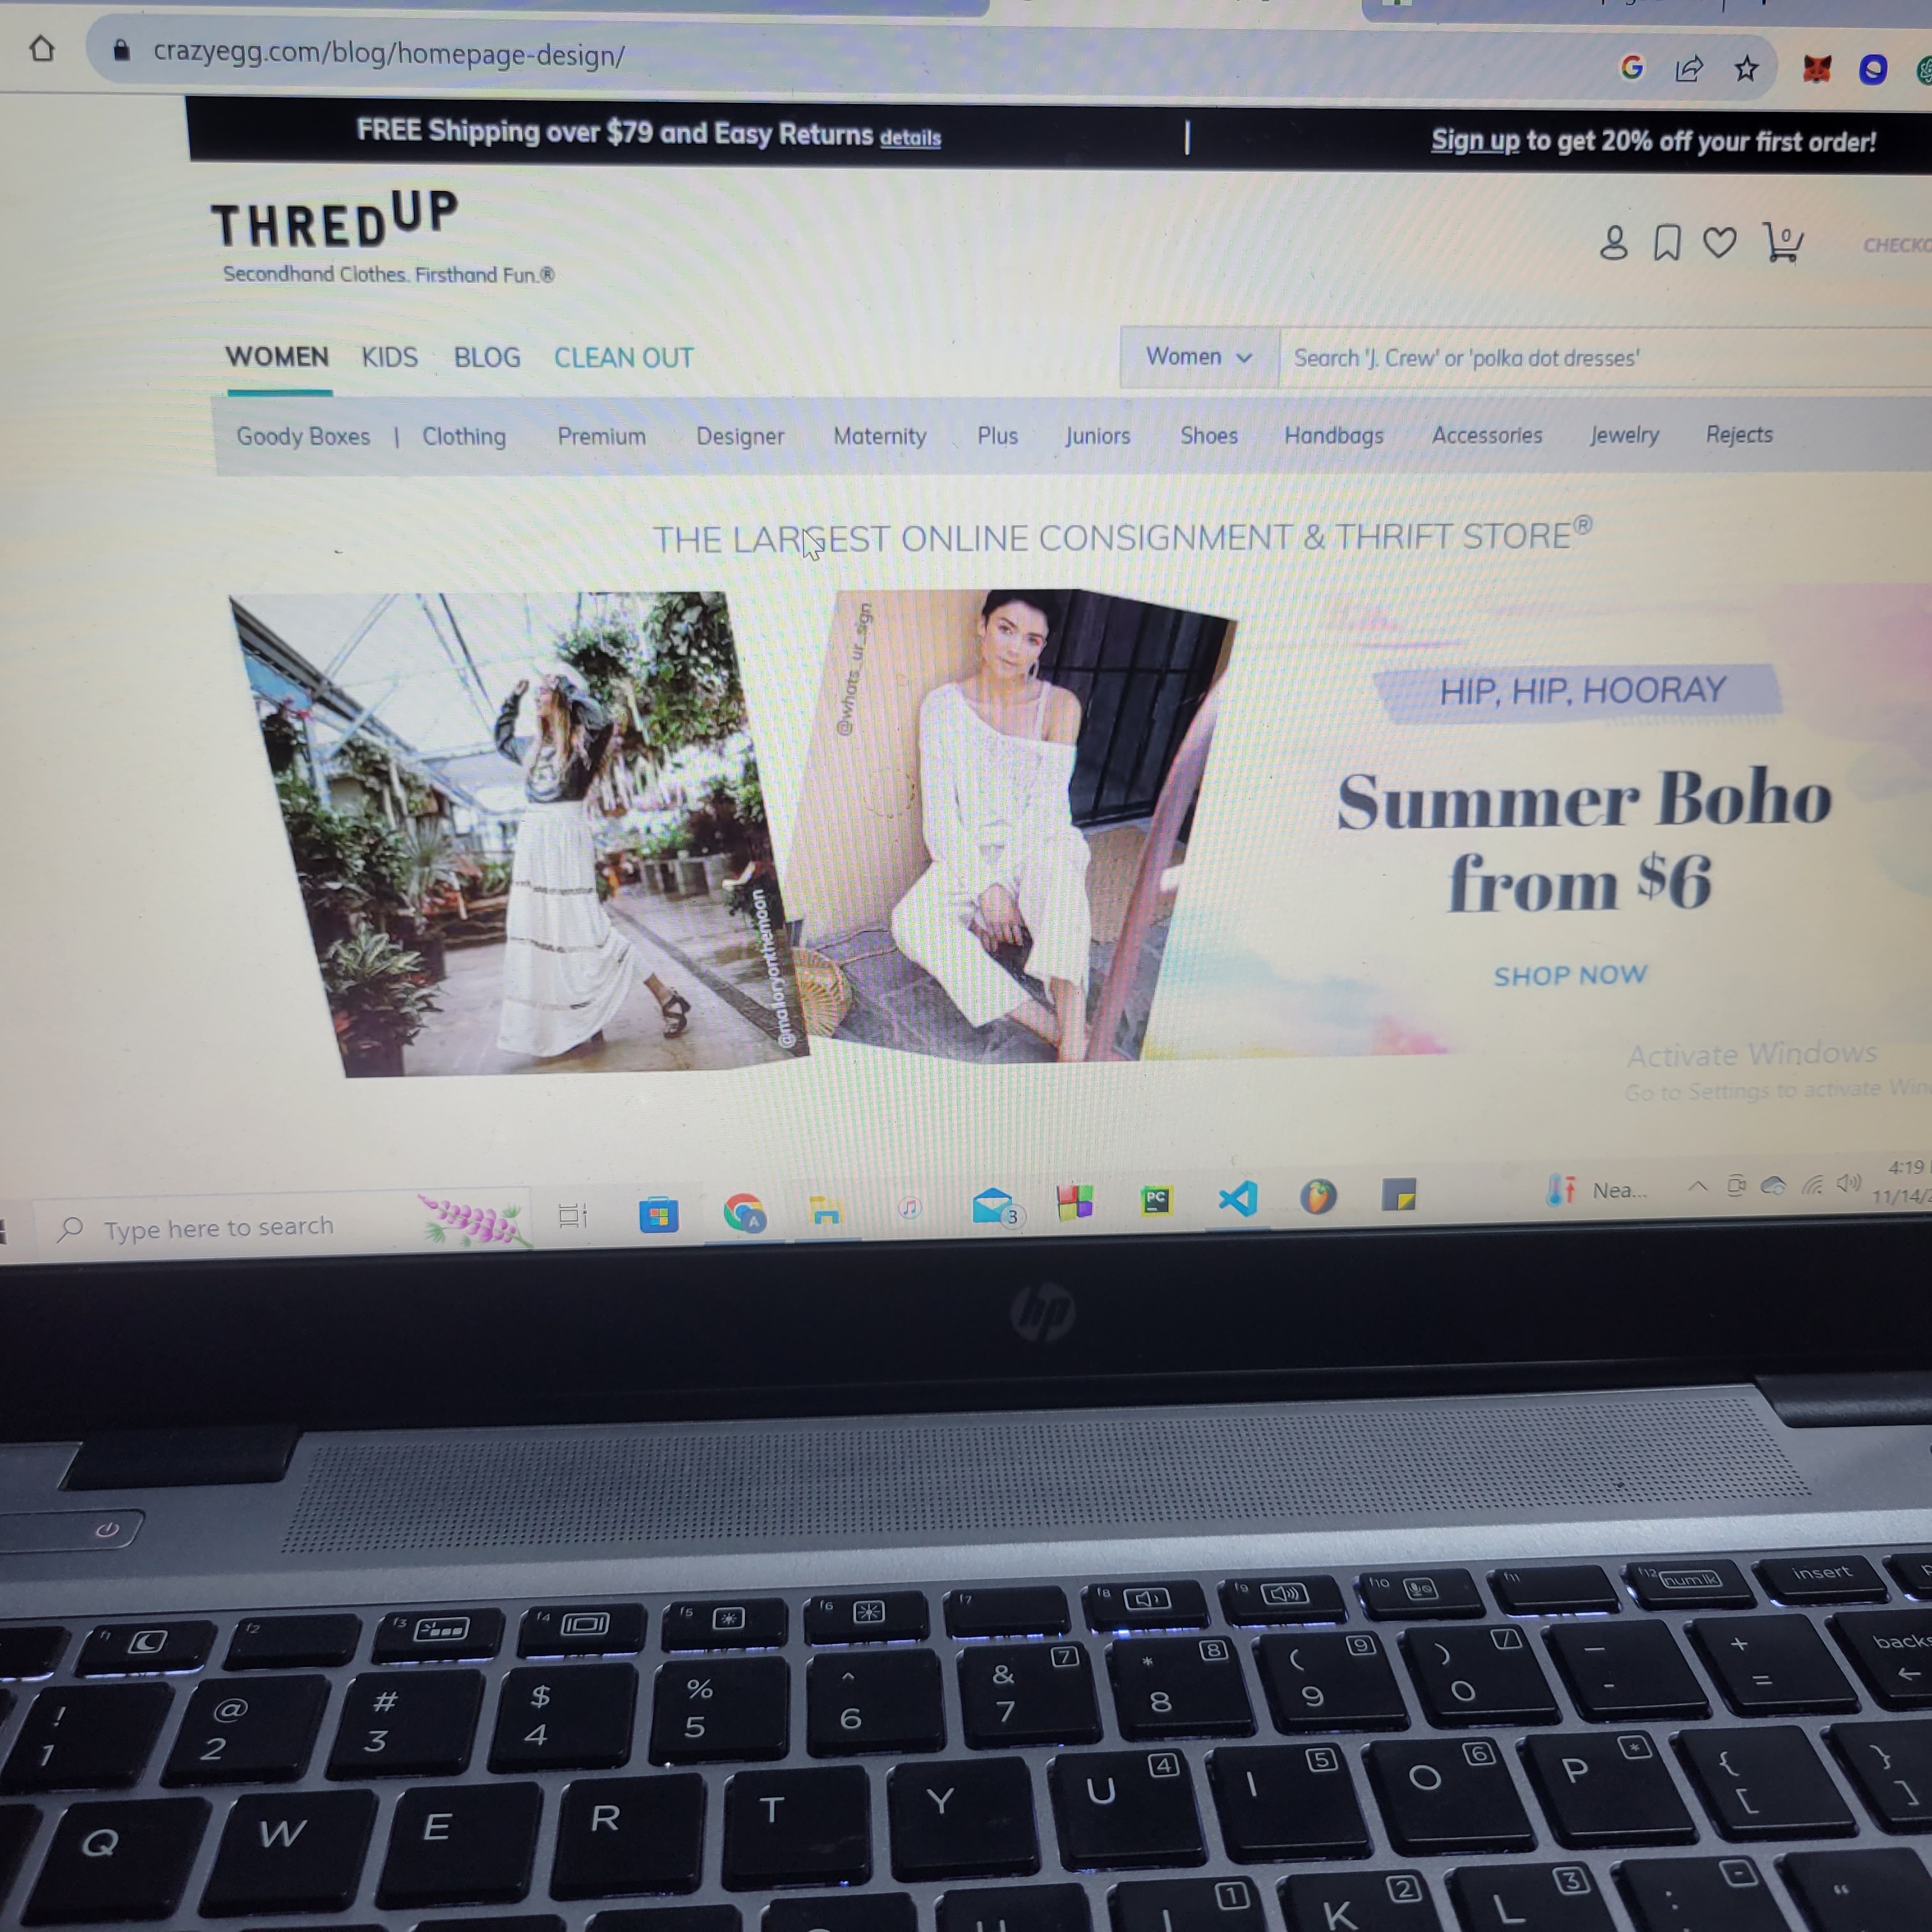 crazyegg.com/blog/homepage-design/
FREE Shipping over $79 and Easy Returns details | Sign up to get 20% off your first order!
THREDUP
Secondhand Clothes. Firsthand Fun.®
0
WOMEN KIDS BLOG CLEAN OUT
Women Search 'J. Crew' or 'polka dot dresses'
Goody Boxes | Clothing Premium Designer Maternity Plus Juniors Shoes Handbags Accessories Jewelry Rejects
THE LARGEST ONLINE CONSIGNMENT & THRIFT STORE®
@malloryonthemoon
@whats_ur_sign
HIP, HIP, HOORAY
Summer Boho
from $6
SHOP NOW
Activate Windows
Go to Settings to activate
Type here to search
A
3
PC
Nea...
4:19
11/14/
hp
f1 f2 f3 f4 f5 f6 f7 f8 f9 f10 f11 f12 num lk insert
! 1 @ 2 # 3 $ 4 % 5 ^ 6 & 7 7 * 8 8 ( 9 9 ) 0 / — - + = backs
Q W E R T Y U 4 I 5 O 6 P * { [ } ]
1 K 2 L 3 : - “